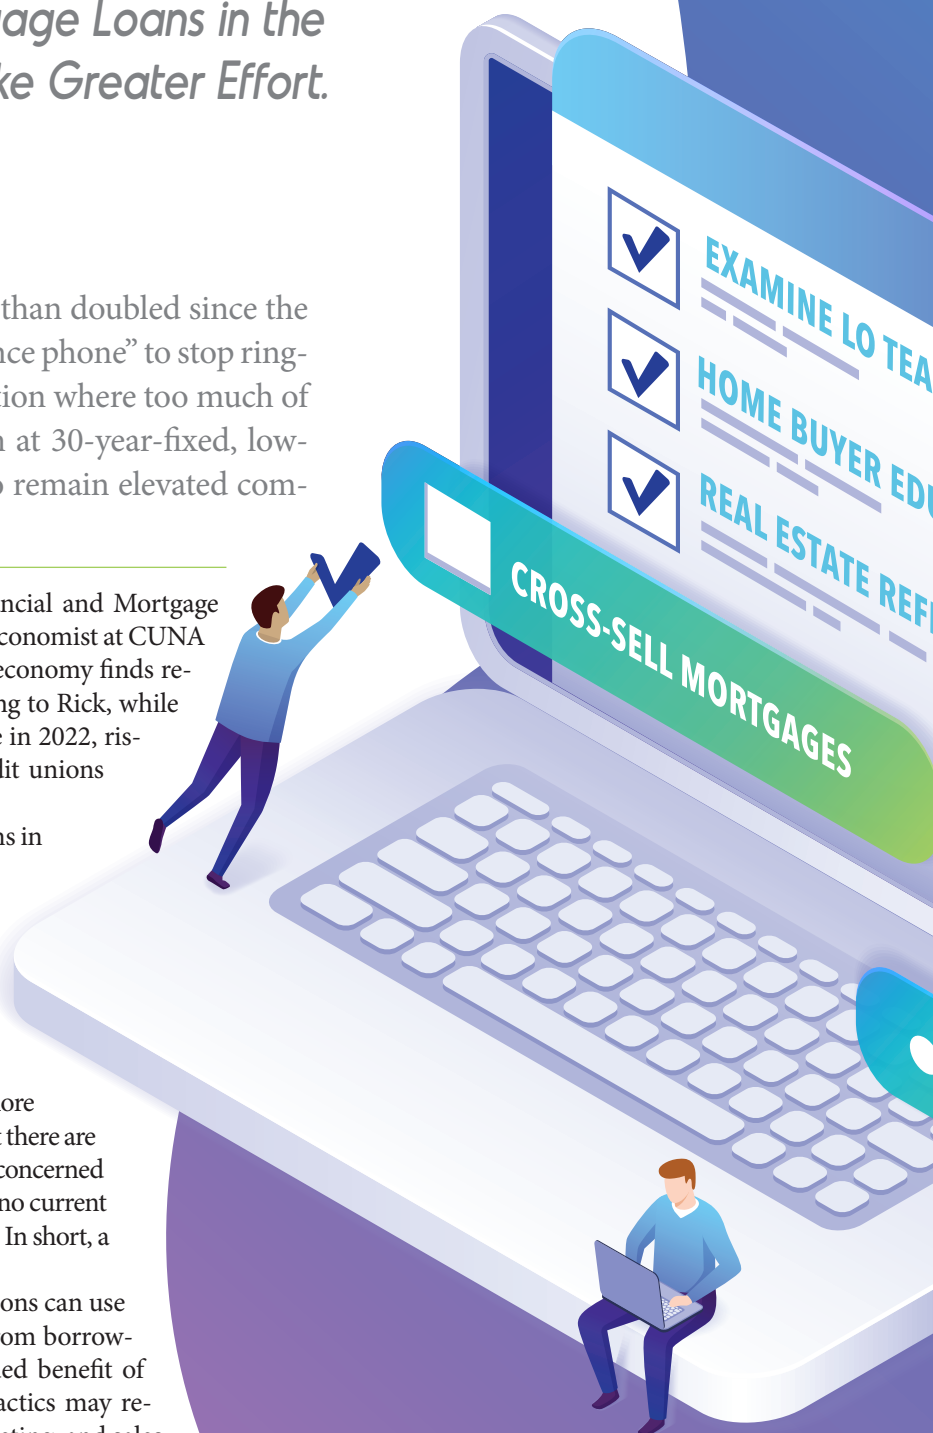 gage Loans in the
ke Greater Effort.
than doubled since the
nce phone” to stop ring-
tion where too much of
n at 30-year-fixed, low-
o remain elevated com-
ncial and Mortgage
conomist at CUNA
economy finds re-
ng to Rick, while
e in 2022, ris-
dit unions
ns in
ore
t there are
concerned
no current
In short, a
ons can use
om borrow-
ed benefit of
actics may re-
EXAMINE LO TEA
HOME BUYER EDU
REAL ESTATE REFE
CROSS-SELL MORTGAGES